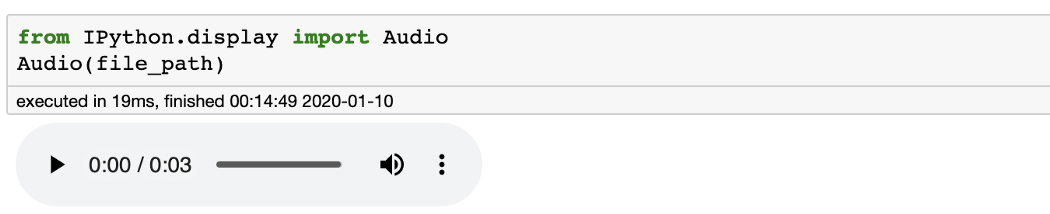 from IPython.display import Audio
Audio(file_path)
executed in 19ms, finished 00:14:49 2020-01-10
0:00 / 0:03